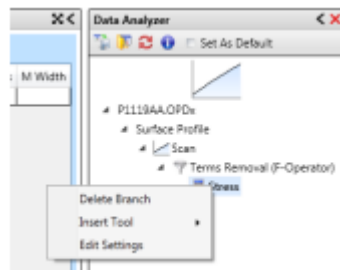 Data Analyzer
Set As Default
M Width
P1119AA.OPDx
Surface Profile
Scan
Terms Removal (F-Operator)
Stress
Delete Branch
Insert Tool
Edit Settings